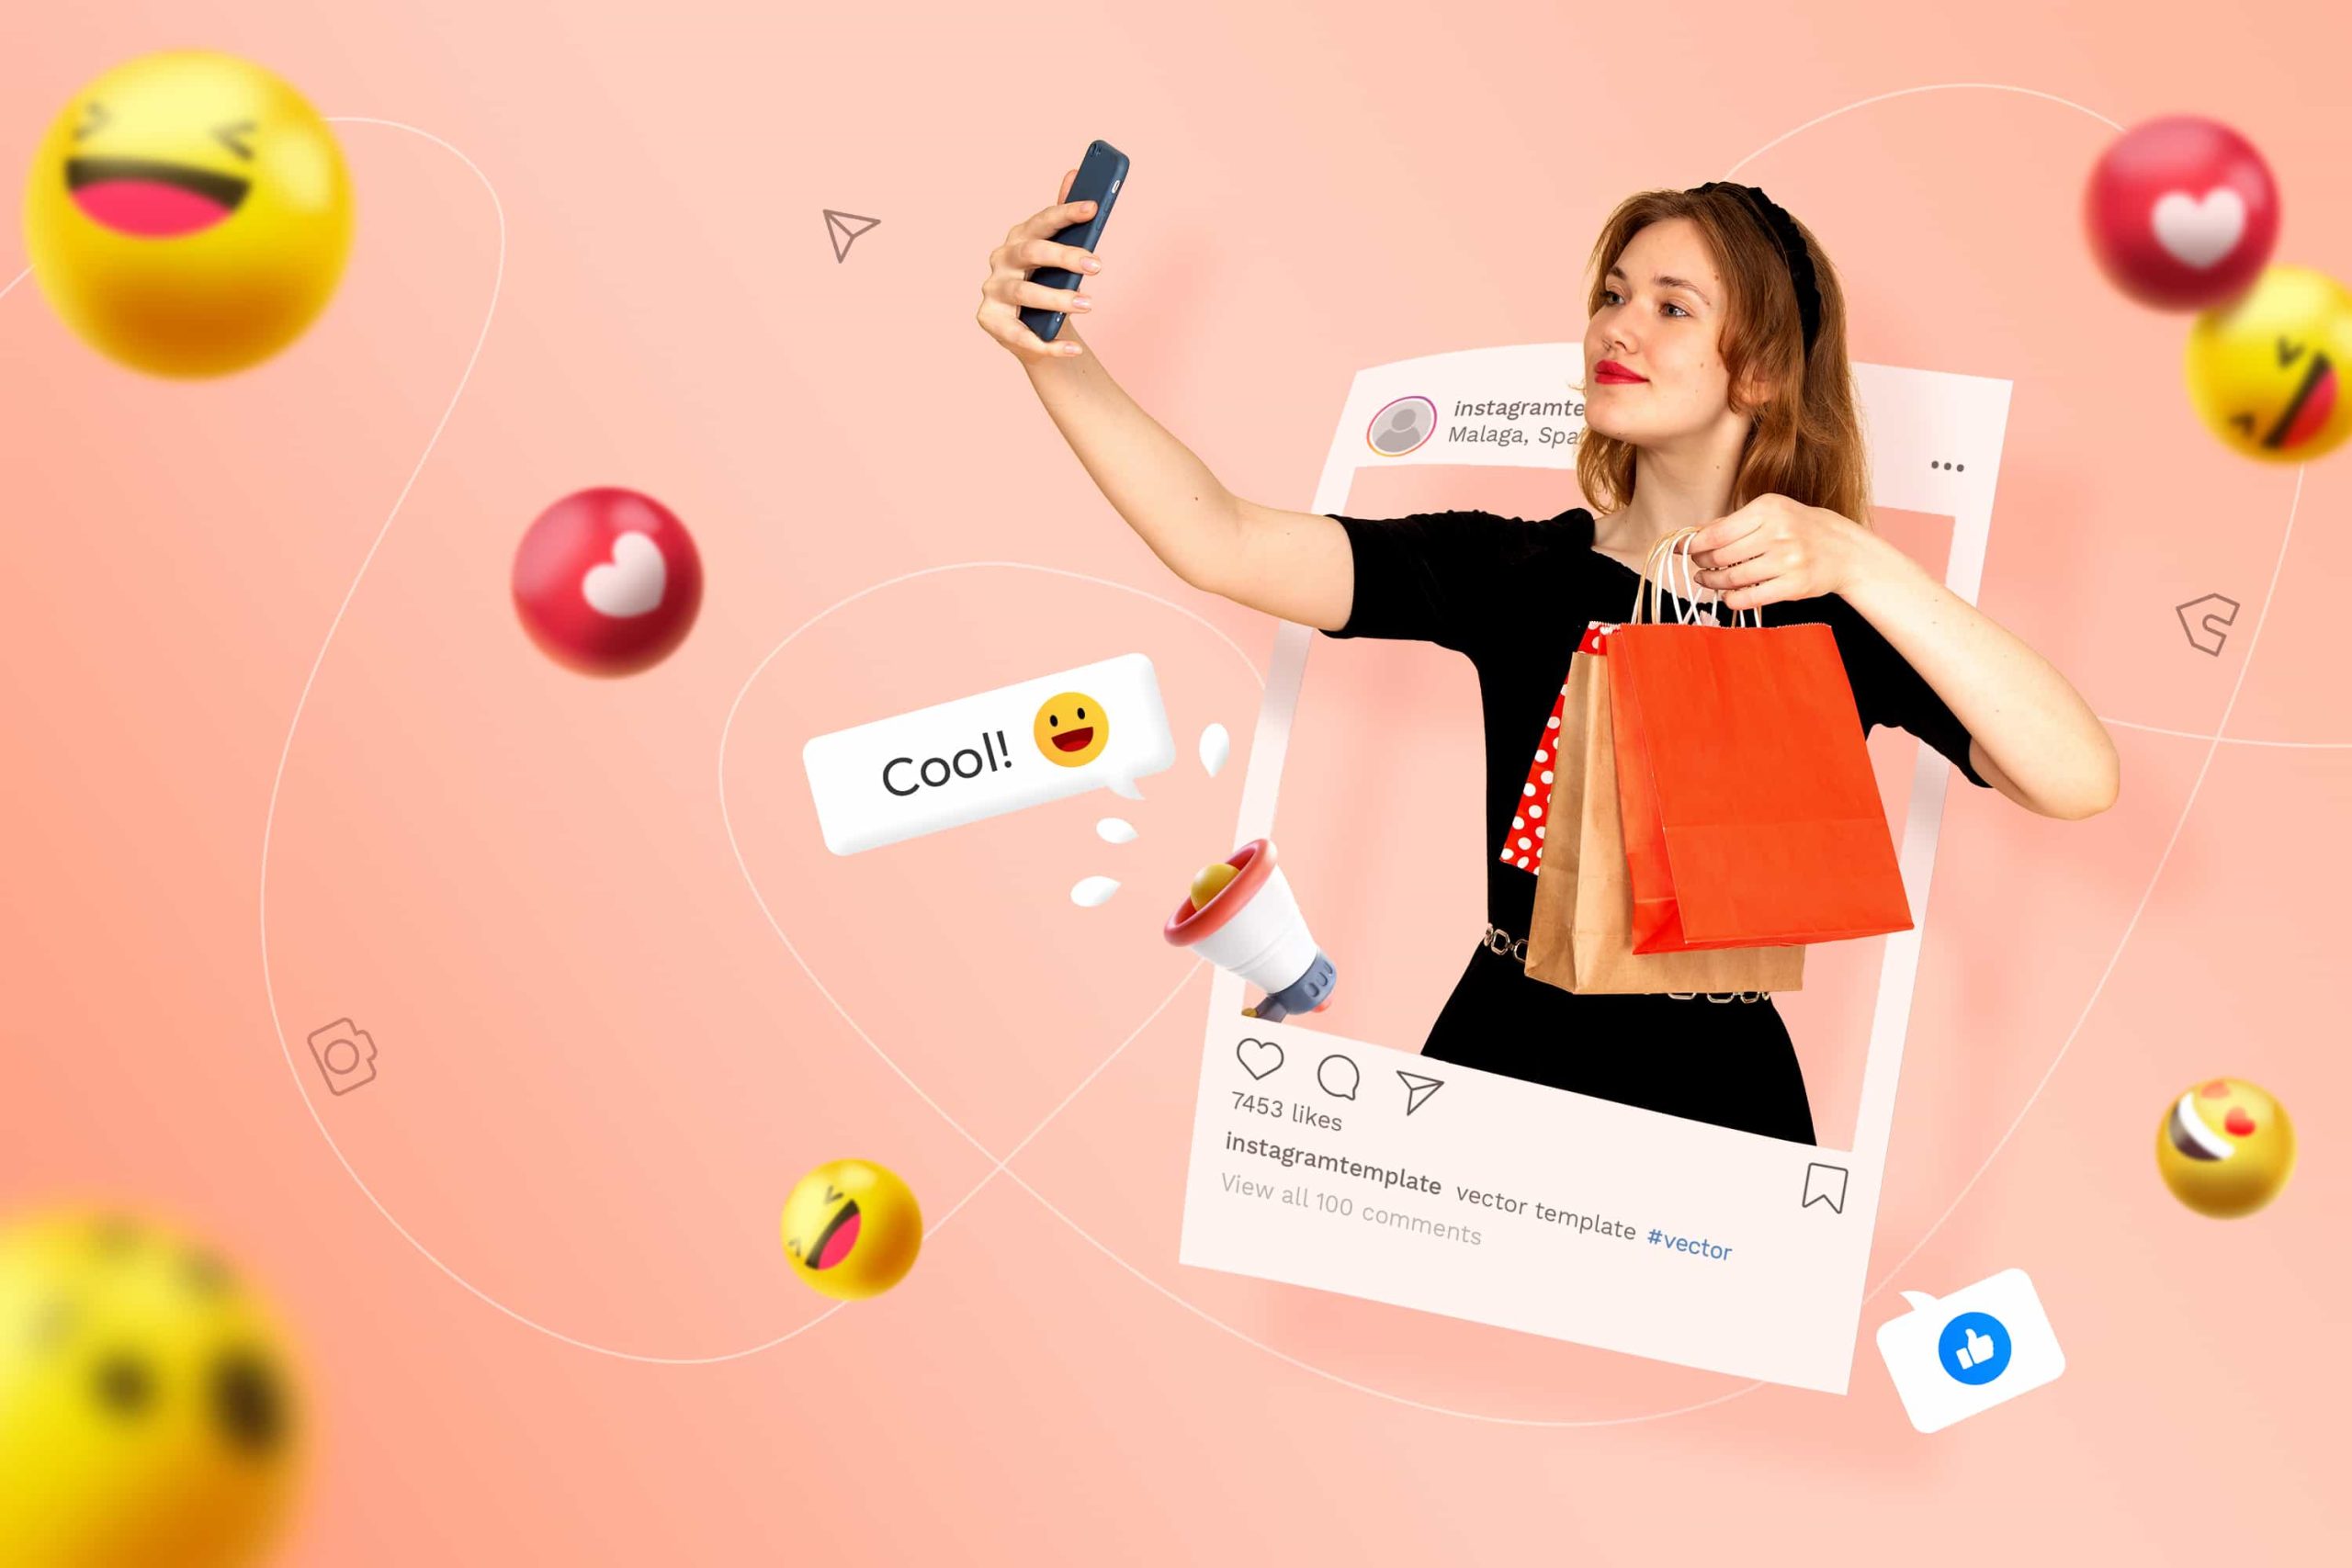 instagramte
Malaga, Spa
Cool!
7453 likes
instagramtemplate vector template #vector
View all 100 comments